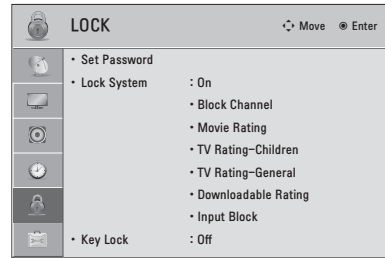 LOCK Move Enter
• Set Password
• Lock System : On
• Block Channel
• Movie Rating
• TV Rating-Children
• TV Rating-General
• Downloadable Rating
• Input Block
• Key Lock : Off